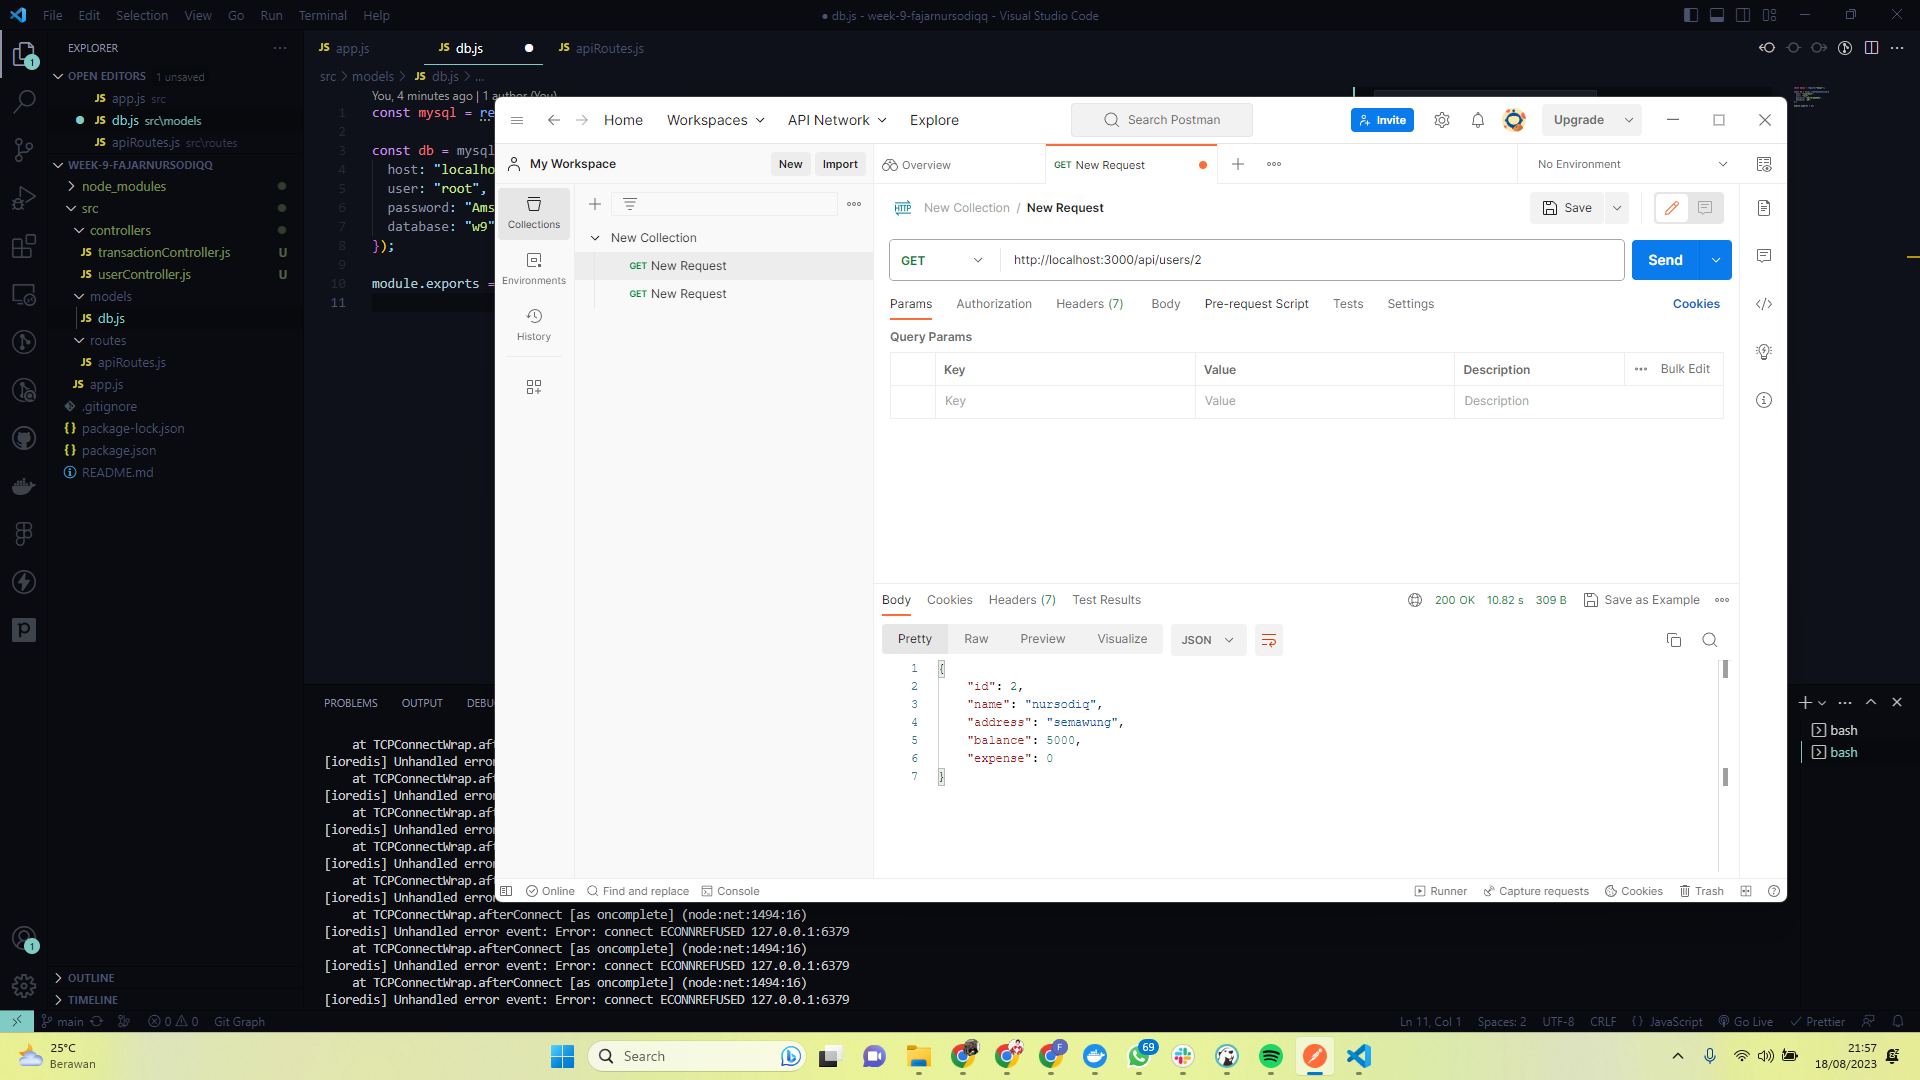 File Edit Selection View Go Run Terminal Help
● db.js - week-9-fajarnursodiqq - Visual Studio Code
EXPLORER
OPEN EDITORS 1 unsaved
JS app.js src
JS db.js src\models
JS apiRoutes.js src\routes
WEEK-9-FAJARNURSODIQQ
node_modules
src
controllers
JS transactionController.js U
JS userController.js U
models
JS db.js
routes
JS apiRoutes.js
JS app.js
.gitignore
{} package-lock.json
{} package.json
README.md
OUTLINE
TIMELINE
1
1
JS app.js
JS db.js
JS apiRoutes.js
src > models > JS db.js > ...
You, 4 minutes ago | 1 author (You)
1 const mysql = re
2
3 const db = mysql
4 host: "localho
5 user: "root",
6 password: "Ams
7 database: "w9"
8 });
9
10 module.exports =
11
PROBLEMS OUTPUT DEBU
at TCPConnectWrap.aft
[ioredis] Unhandled error
at TCPConnectWrap.aft
[ioredis] Unhandled error
at TCPConnectWrap.aft
[ioredis] Unhandled error
at TCPConnectWrap.aft
[ioredis] Unhandled error
at TCPConnectWrap.aft
[ioredis] Unhandled error
at TCPConnectWrap.afterConnect [as oncomplete] (node:net:1494:16)
[ioredis] Unhandled error event: Error: connect ECONNREFUSED 127.0.0.1:6379
at TCPConnectWrap.afterConnect [as oncomplete] (node:net:1494:16)
[ioredis] Unhandled error event: Error: connect ECONNREFUSED 127.0.0.1:6379
at TCPConnectWrap.afterConnect [as oncomplete] (node:net:1494:16)
[ioredis] Unhandled error event: Error: connect ECONNREFUSED 127.0.0.1:6379
bash
bash
Home Workspaces API Network Explore
Search Postman
Invite
Upgrade
My Workspace
New Import
Overview
GET New Request
No Environment
Collections
Environments
History
New Collection
GET New Request
GET New Request
HTTP New Collection / New Request
Save
GET http://localhost:3000/api/users/2
Send
Params Authorization Headers (7) Body Pre-request Script Tests Settings
Cookies
Query Params
Key Value Description Bulk Edit
Key Value Description
Body Cookies Headers (7) Test Results
200 OK 10.82 s 309 B Save as Example
Pretty Raw Preview Visualize JSON
1 {
2 "id": 2,
3 "name": "nursodiq",
4 "address": "semawung",
5 "balance": 5000,
6 "expense": 0
7 }
Online Find and replace Console
Runner Capture requests Cookies Trash
main 0 0 Git Graph
Ln 11, Col 1 Spaces: 2 UTF-8 CRLF {} JavaScript Go Live Prettier
25°C
Berawan
Search
F
69
21:57
18/08/2023